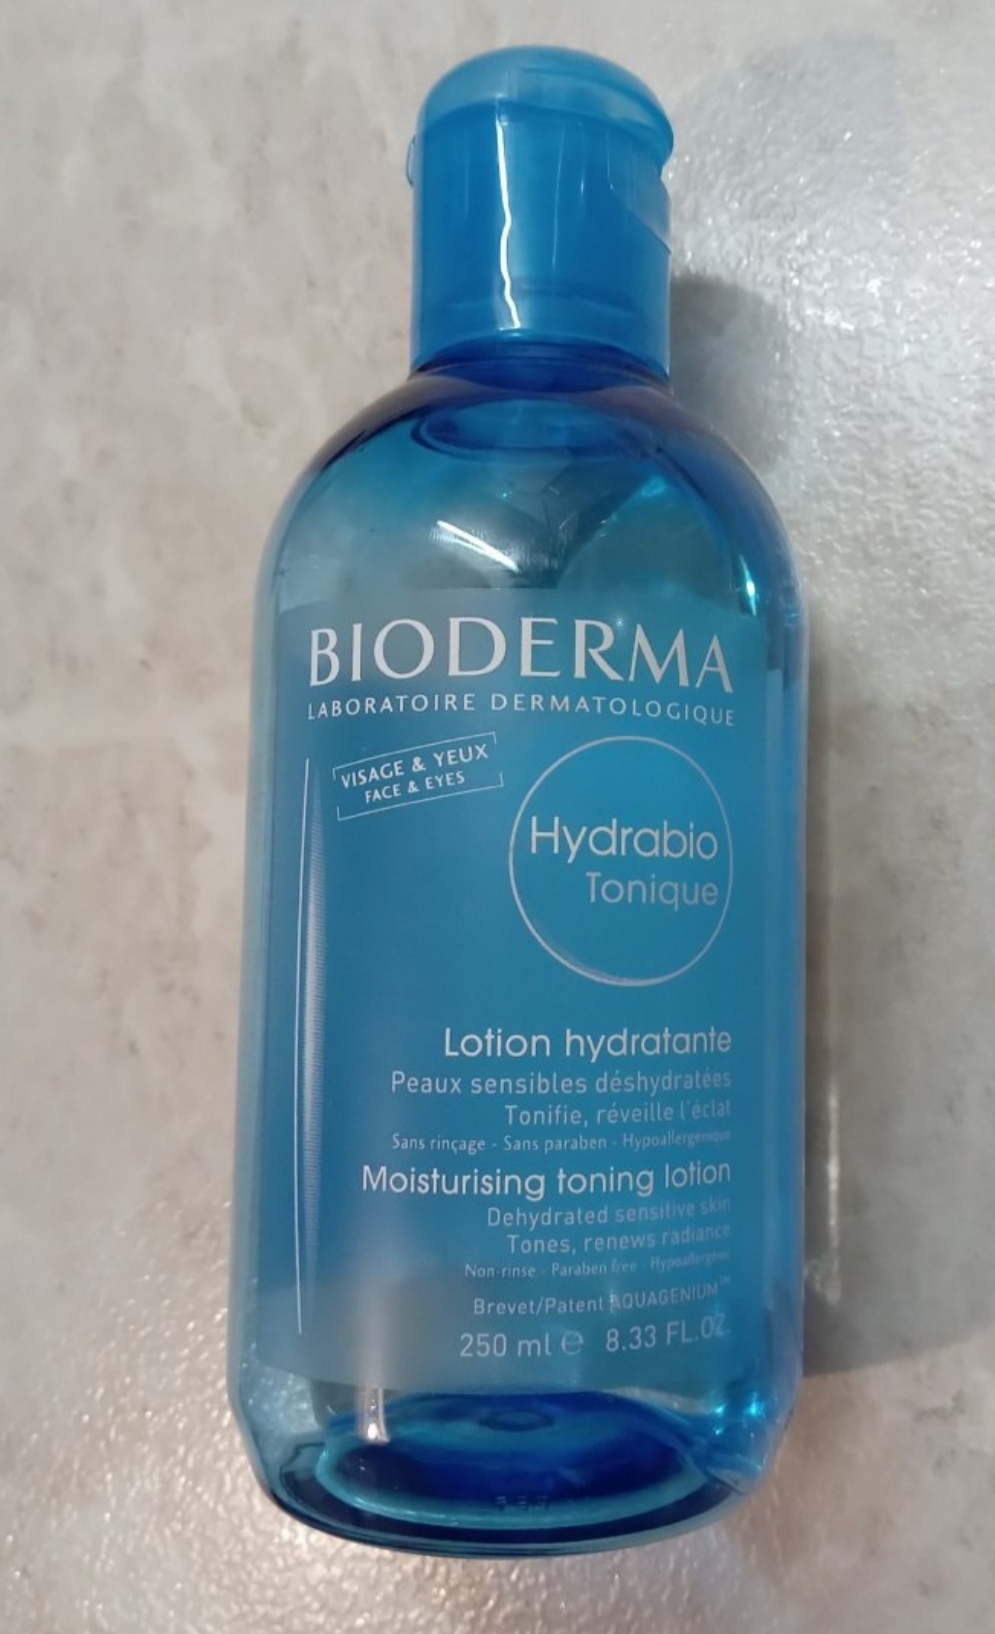 BIODERMA
LABORATOIRE DERMATOLOGIQUE
VISAGE & YEUX
FACE & EYES
Hydrabio
Tonique
Lotion hydratante
Peaux sensibles déshydratées
Tonifie, réveille l'éclat
Sans rinçage - Sans paraben - Hypoallergénique
Moisturising toning lotion
Dehydrated sensitive skin
Tones, renews radiance
Non-rinse - Paraben free - Hypoallergenic
Brevet/Patent AQUAGENIUM™
250 ml ℮ 8.33 FL.OZ.